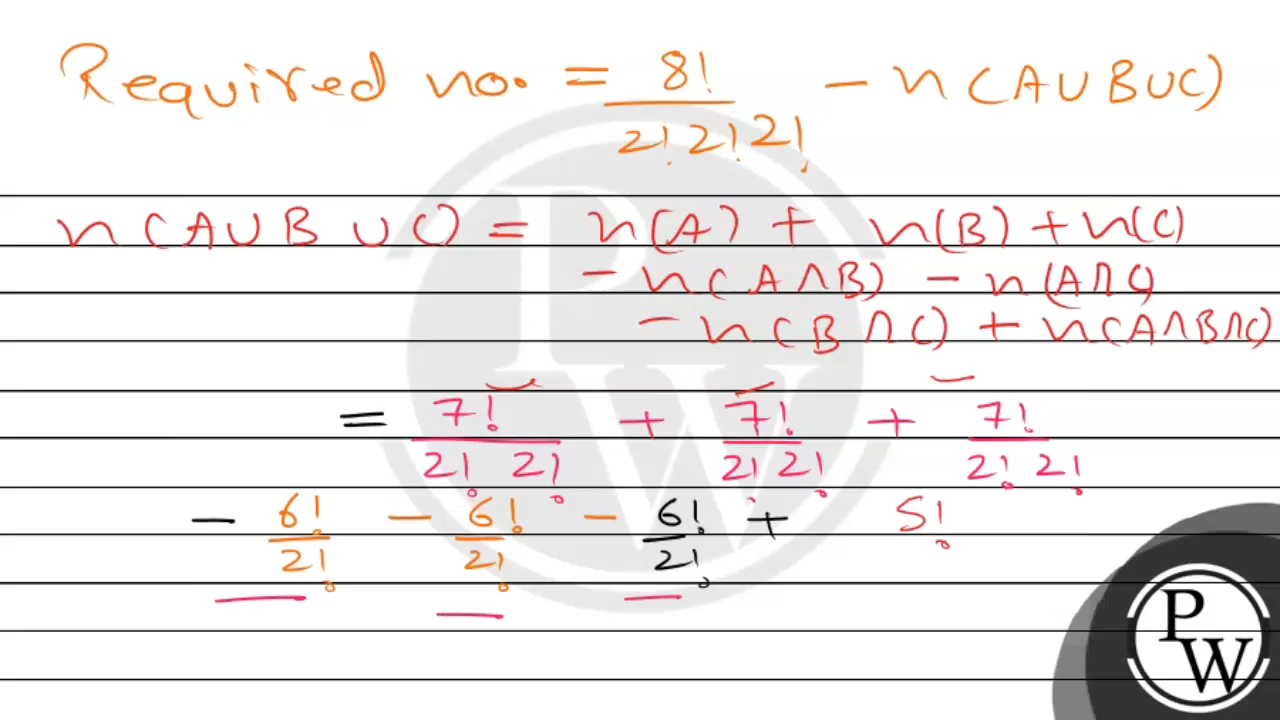 Required no. = 8! / 2! 2! 2! - n(A∪B∪C)
n(A∪B∪C) = n(A) + n(B) + n(C)
- n(A∩B) - n(A∩C)
- n(B∩C) + n(A∩B∩C)
= 7! / 2! 2! + 7! / 2! 2! + 7! / 2! 2!
- 6! / 2! - 6! / 2! - 6! / 2! + 5!
P
W
P
W